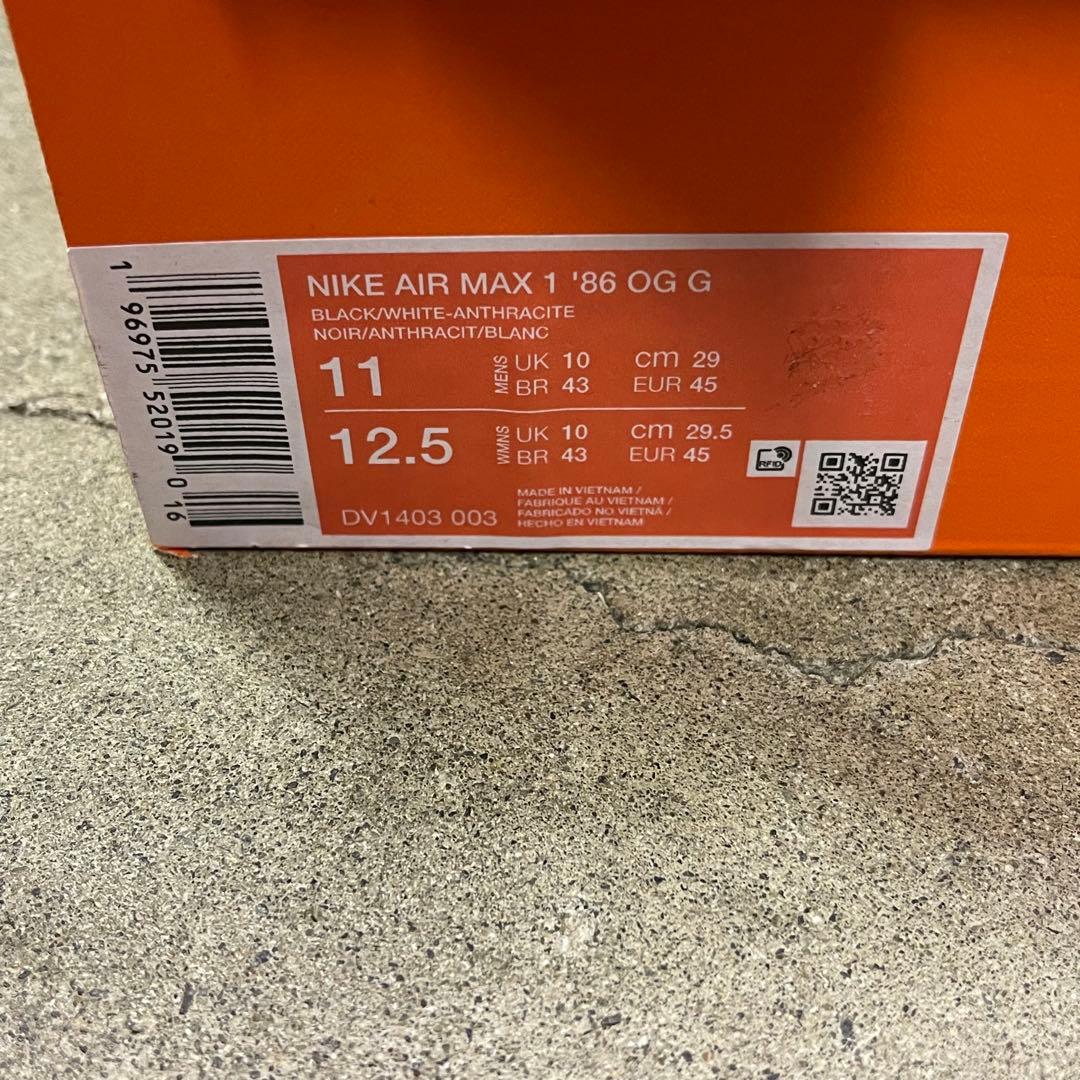 NIKE AIR MAX 1 '86 OG G
BLACK/WHITE-ANTHRACITE
NOIR/ANTHRACIT/BLANC
11 MENS UK 10 cm 29
BR 43 EUR 45
12.5 WMNS UK 10 cm 29.5
BR 43 EUR 45
RFID
DV1403 003
MADE IN VIETNAM /
FABRIQUE AU VIETNAM /
FABRICADO NO VIETNÃ /
HECHO EN VIETNAM
1 96975 52019 0 16